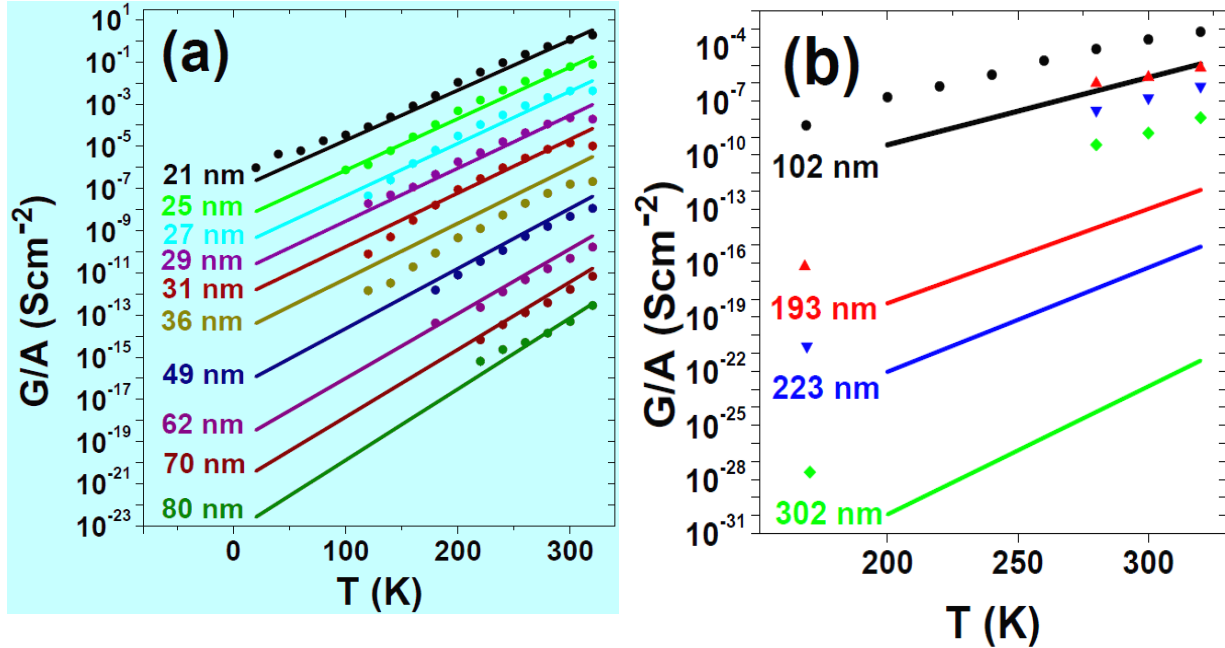 (a)
G/A (Scm⁻²)
10¹
10⁻¹
10⁻³
10⁻⁵
10⁻⁷
10⁻⁹
10⁻¹¹
10⁻¹³
10⁻¹⁵
10⁻¹⁷
10⁻¹⁹
10⁻²¹
10⁻²³
21 nm
25 nm
27 nm
29 nm
31 nm
36 nm
49 nm
62 nm
70 nm
80 nm
0 100 200 300
T (K)
(b)
G/A (Scm⁻²)
10⁻⁴
10⁻⁷
10⁻¹⁰
10⁻¹³
10⁻¹⁶
10⁻¹⁹
10⁻²²
10⁻²⁵
10⁻²⁸
10⁻³¹
102 nm
193 nm
223 nm
302 nm
200 250 300
T (K)